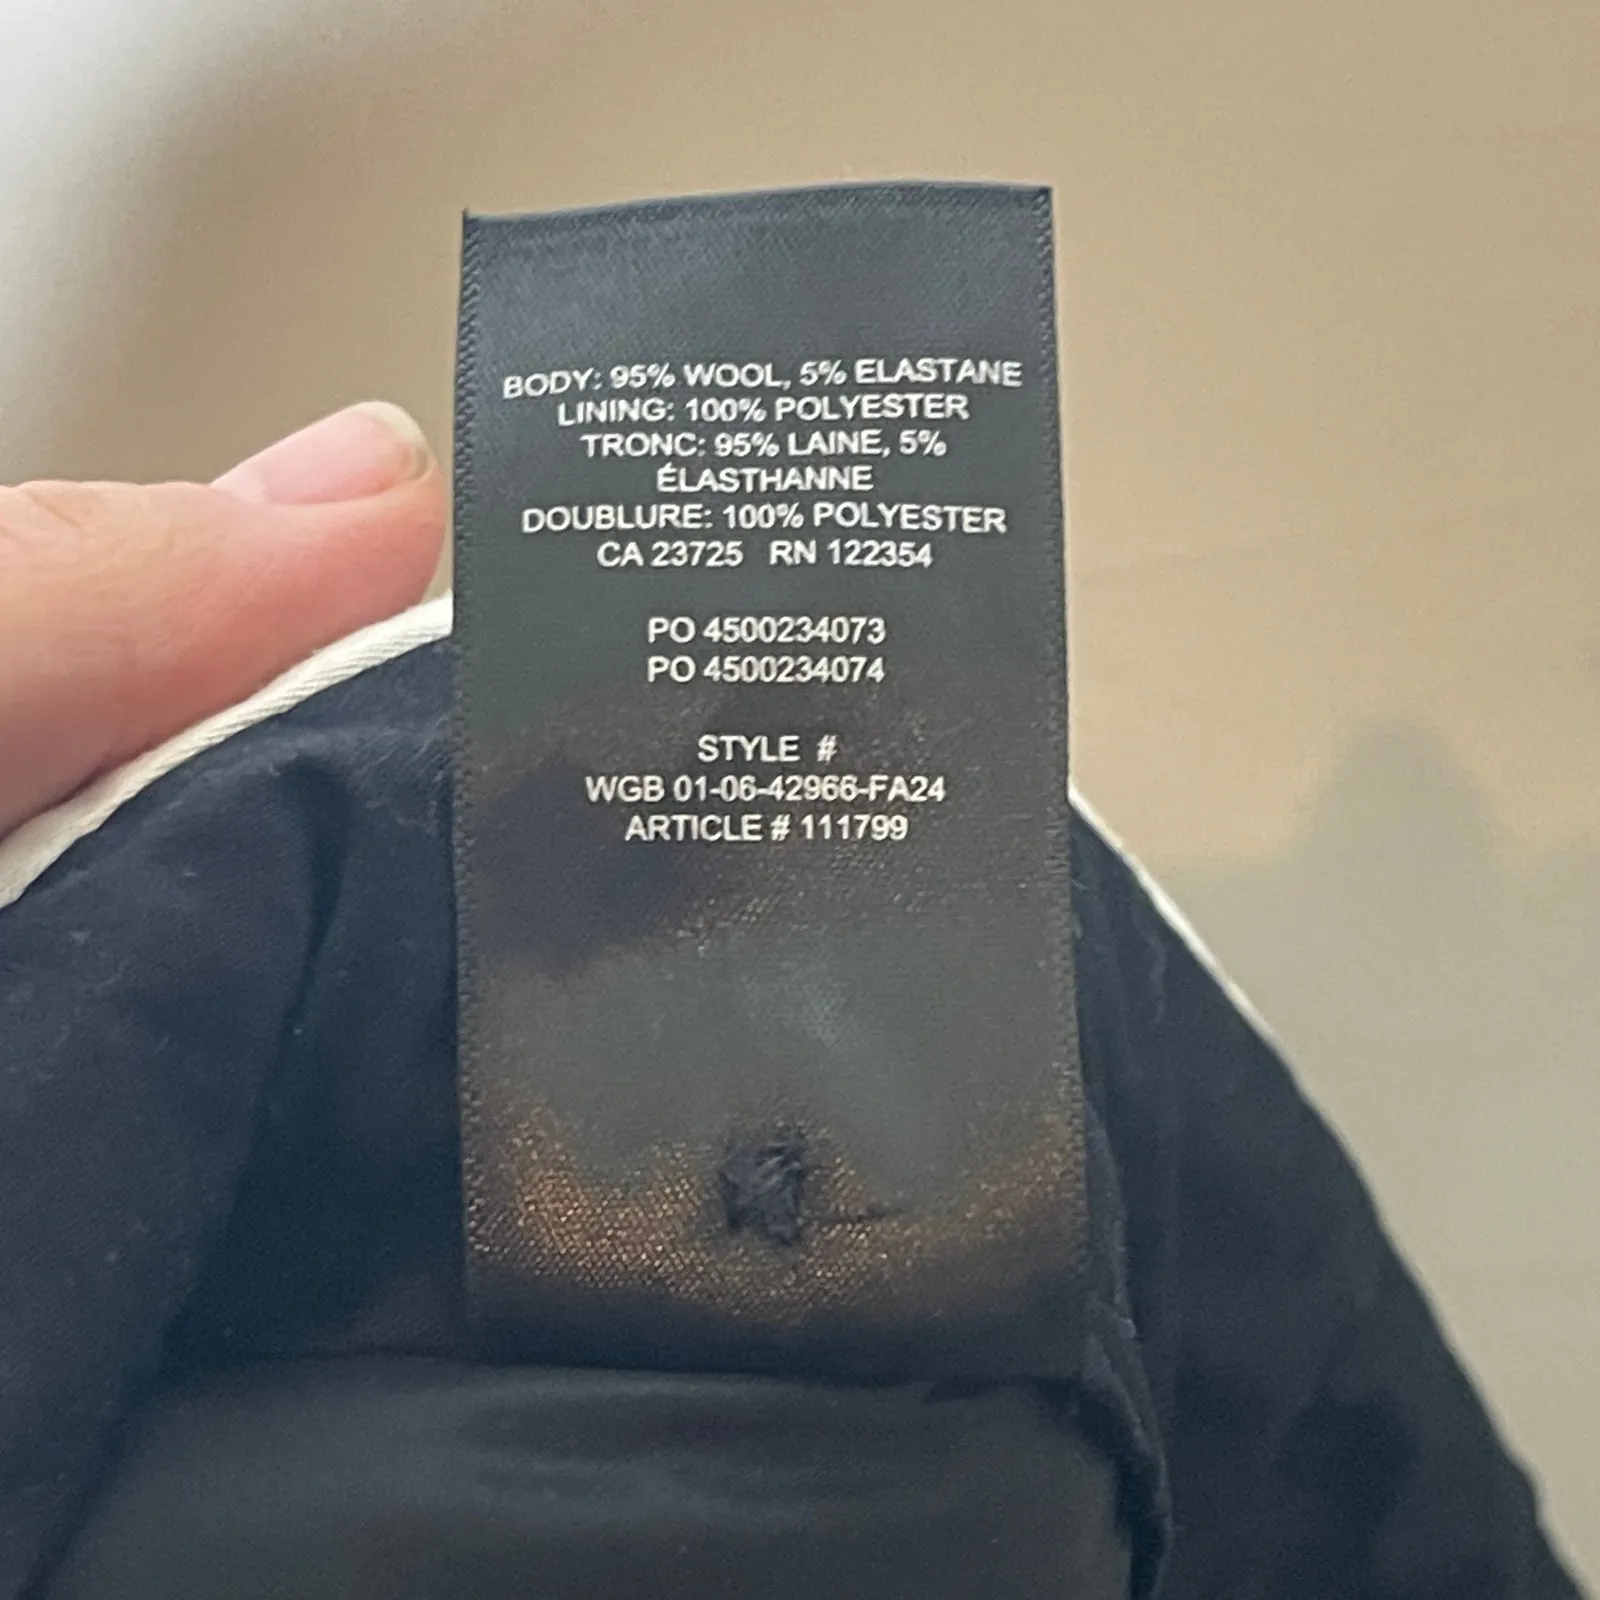 BODY: 95% WOOL, 5% ELASTANE
LINING: 100% POLYESTER
TRONC: 95% LAINE, 5%
ÉLASTHANNE
DOUBLURE: 100% POLYESTER
CA 23725 RN 122354
PO 4500234073
PO 4500234074
STYLE #
WGB 01-06-42966-FA24
ARTICLE # 111799